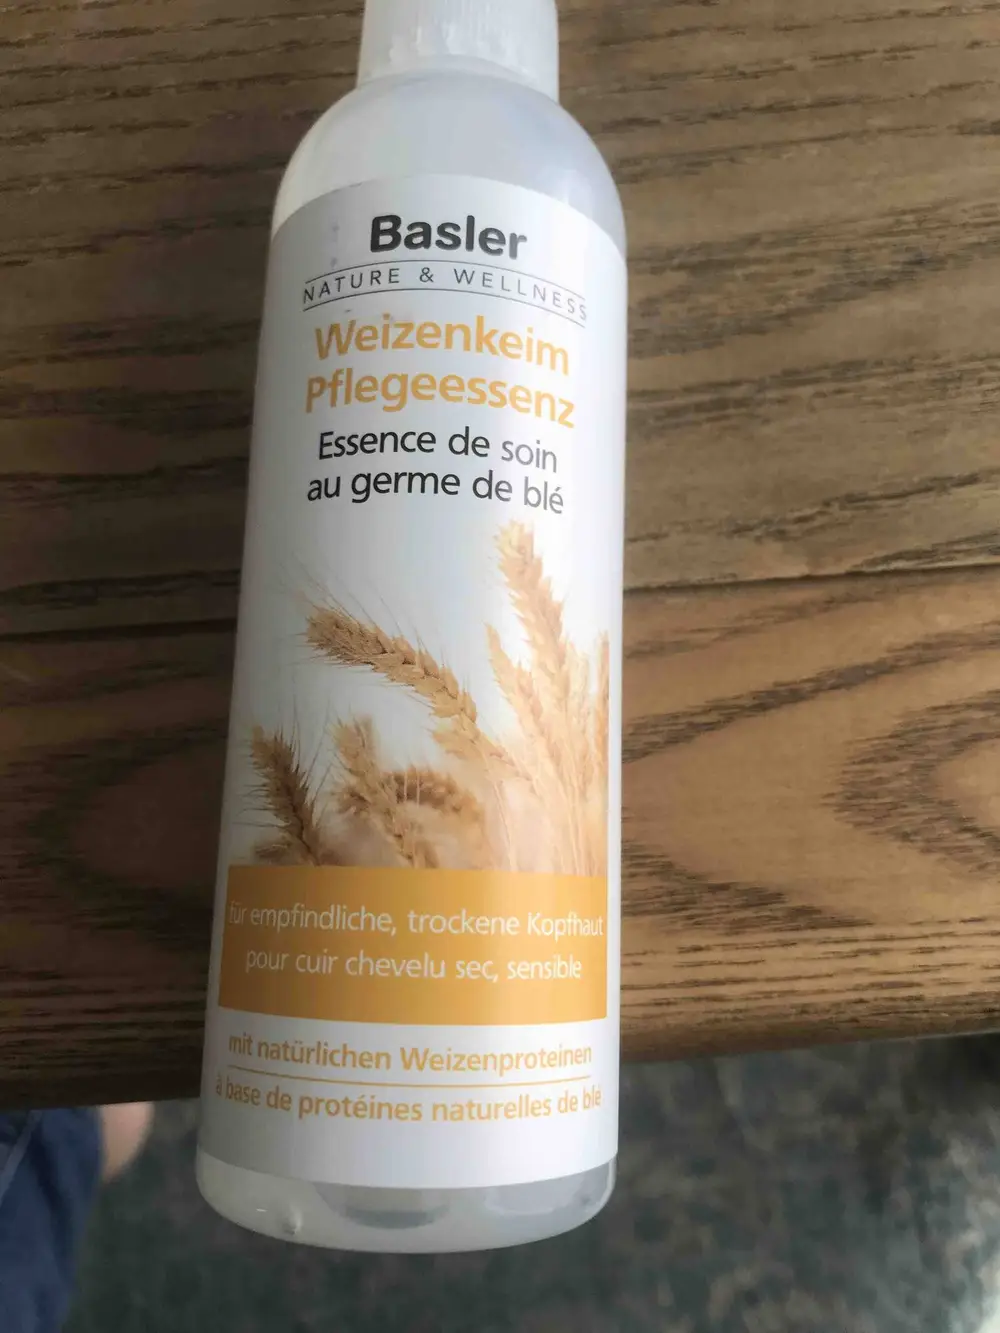 Basler
NATURE & WELLNESS
Weizenkeim
Pflegeessenz
Essence de soin
au germe de blé
für empfindliche, trockene Kopfhaut
pour cuir chevelu sec, sensible
mit natürlichen Weizenproteinen
à base de protéines naturelles de blé